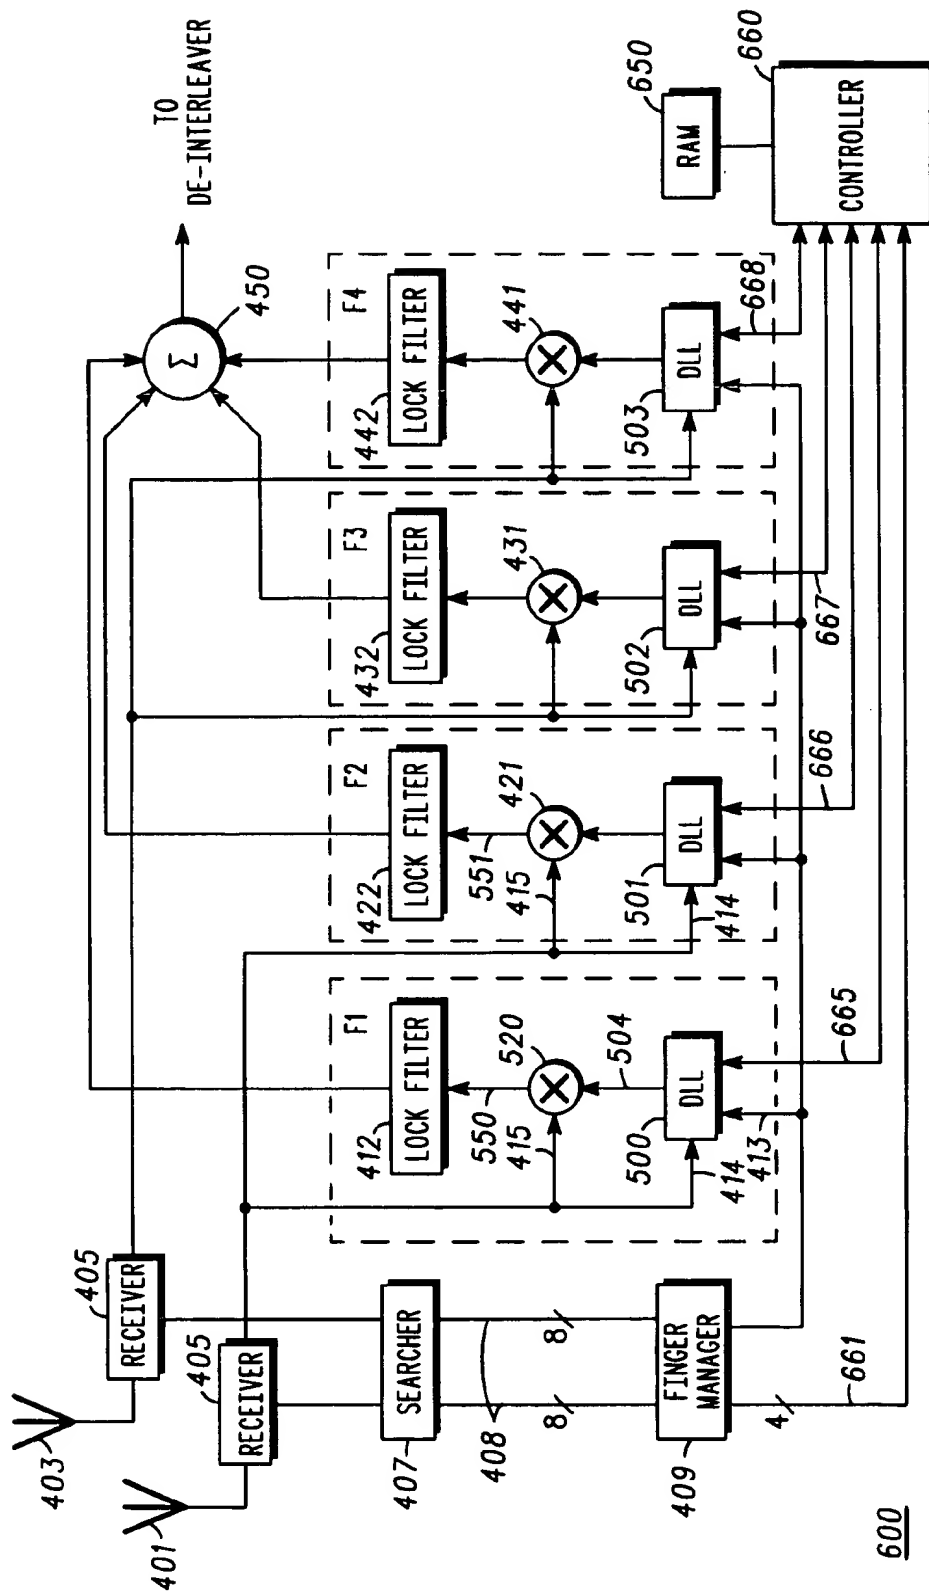 403
401
405
RECEIVER
405
RECEIVER
407
SEARCHER
408
8
8
409
FINGER
MANAGER
4
661
600
F1
412
LOCK FILTER
550
415
520
504
500
DLL
414
413
665
F2
422
LOCK FILTER
551
415
421
501
DLL
414
666
F3
432
LOCK FILTER
431
502
DLL
667
F4
442
LOCK FILTER
441
503
DLL
668
Σ
450
TO
DE-INTERLEAVER
RAM
650
CONTROLLER
660